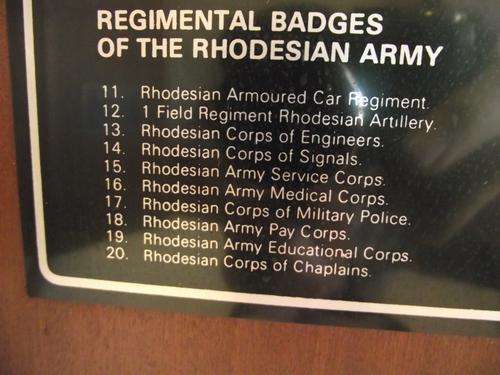 REGIMENTAL BADGES
OF THE RHODESIAN ARMY
11. Rhodesian Armoured Car Regiment.
12. 1 Field Regiment Rhodesian Artillery.
13. Rhodesian Corps of Engineers.
14. Rhodesian Corps of Signals.
15. Rhodesian Army Service Corps.
16. Rhodesian Army Medical Corps.
17. Rhodesian Corps of Military Police.
18. Rhodesian Army Pay Corps.
19. Rhodesian Army Educational Corps.
20. Rhodesian Corps of Chaplains.